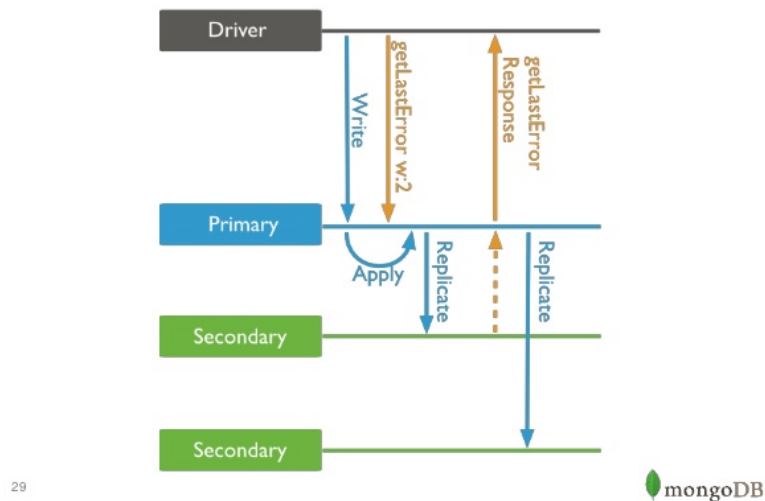 Driver
Write
getLastError w:2
getLastError
Response
Primary
Apply
Replicate
Replicate
Secondary
Secondary
29
mongoDB